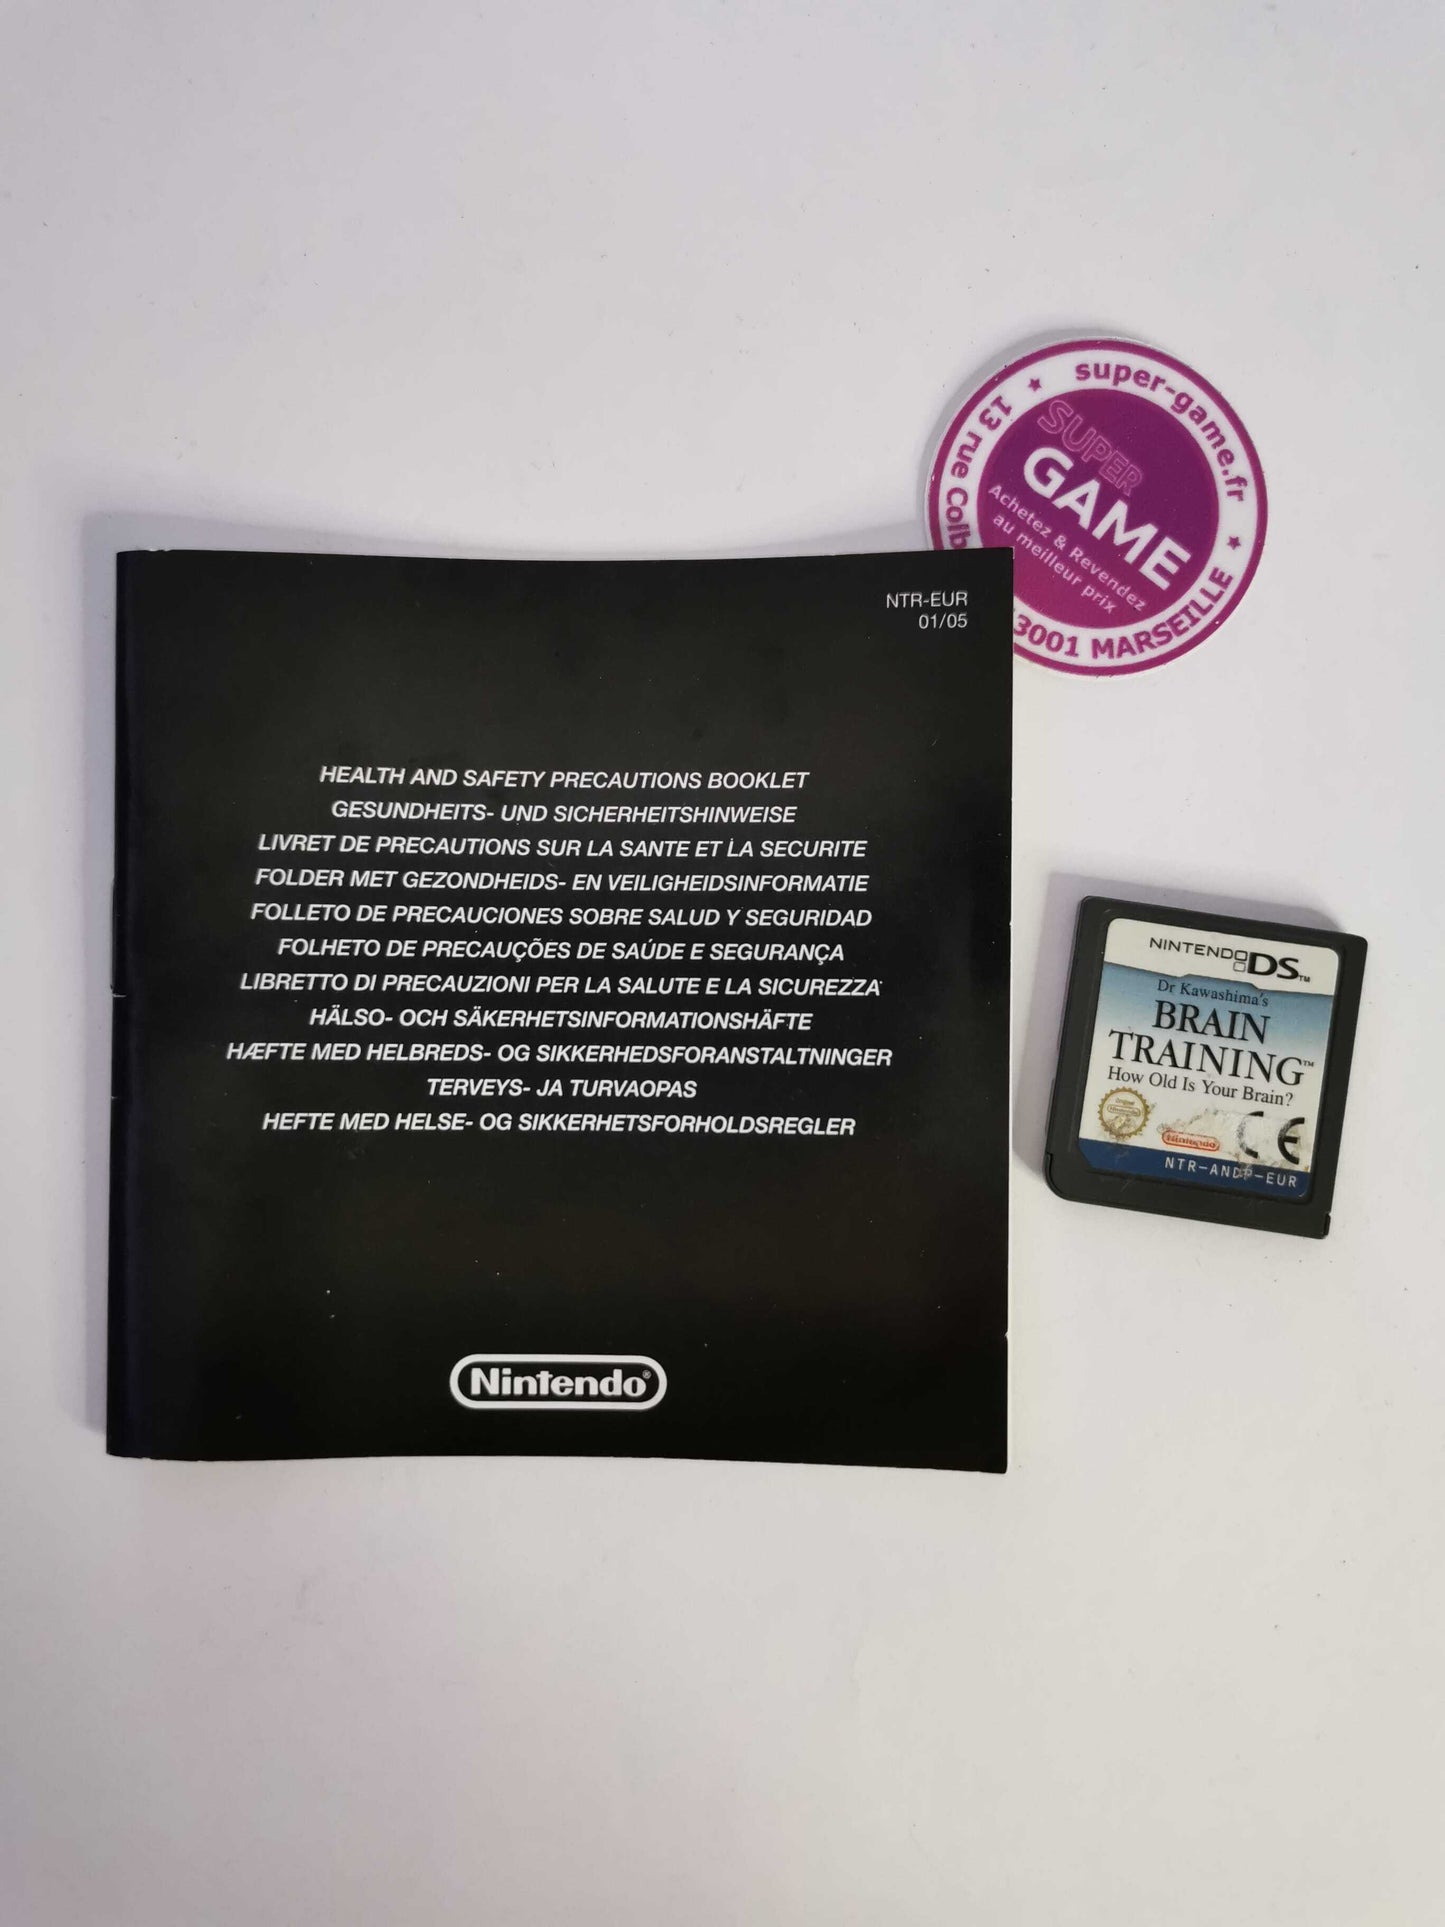 super-game.fr
13 rue
SUPER
GAME
Achetez & Revendez
au meilleur prix
3001 MARSEILLE
NTR-EUR
01/05
HEALTH AND SAFETY PRECAUTIONS BOOKLET
GESUNDHEITS- UND SICHERHEITSHINWEISE
LIVRET DE PRECAUTIONS SUR LA SANTE ET LA SECURITE
FOLDER MET GEZONDHEIDS- EN VEILIGHEIDSINFORMATIE
FOLLETO DE PRECAUCIONES SOBRE SALUD Y SEGURIDAD
FOLHETO DE PRECAUÇÕES DE SAÚDE E SEGURANÇA
LIBRETTO DI PRECAUZIONI PER LA SALUTE E LA SICUREZZA
HÄLSO- OCH SÄKERHETSINFORMATIONSHÄFTE
HÆFTE MED HELBREDS- OG SIKKERHEDSFORANSTALTNINGER
TERVEYS- JA TURVAOPAS
HEFTE MED HELSE- OG SIKKERHETSFORHOLDSREGLER
Nintendo®
NINTENDO DS™
Dr Kawashima's
BRAIN
TRAINING™
How Old Is Your Brain?
Original
Nintendo
Nintendo
CE
NTR-ANDP-EUR